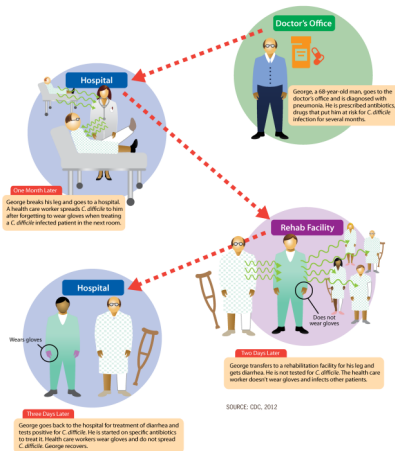 Doctor's Office
George, a 68-year-old man, goes to the
doctor's office and is diagnosed with
pneumonia. He is prescribed antibiotics,
drugs that put him at risk for C. difficile
infection for several months.
Hospital
One Month Later
George breaks his leg and goes to a hospital.
A health care worker spreads C. difficile to him
after forgetting to wear gloves when treating
a C. difficile infected patient in the next room.
Rehab Facility
Does not
wear gloves
Two Days Later
George transfers to a rehabilitation facility for his leg and
gets diarrhea. He is not tested for C. difficile. The health care
worker doesn't wear gloves and infects other patients.
Hospital
Wears gloves
Three Days Later
George goes back to the hospital for treatment of diarrhea and
tests positive for C. difficile. He is started on specific antibiotics
to treat it. Health care workers wear gloves and do not spread
C. difficile. George recovers.
SOURCE: CDC, 2012